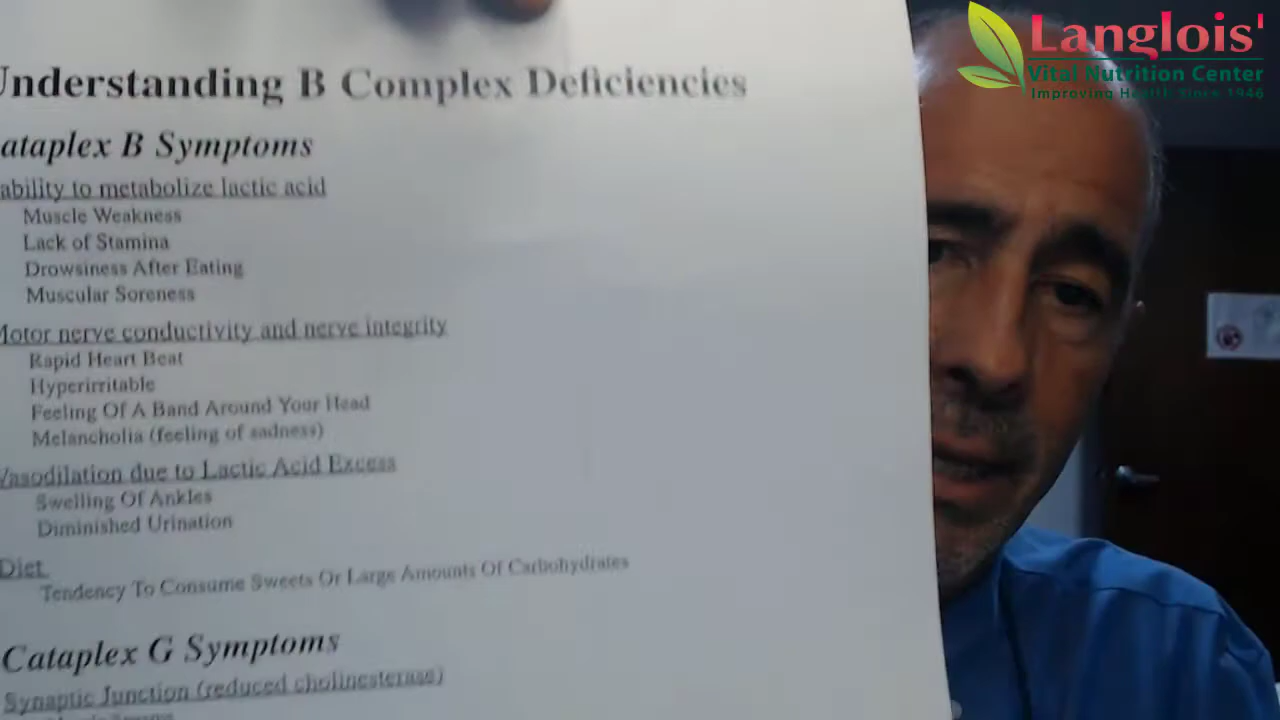 Langlois'
Vital Nutrition Center
Improving Health Since 1946
Understanding B Complex Deficiencies
ataplex B Symptoms
ability to metabolize lactic acid
Muscle Weakness
Lack of Stamina
Drowsiness After Eating
Muscular Soreness
Motor nerve conductivity and nerve integrity
Rapid Heart Beat
Hyperirritable
Feeling Of A Band Around Your Head
Melancholia (feeling of sadness)
Vasodilation due to Lactic Acid Excess
Swelling Of Ankles
Diminished Urination
Diet
Tendency To Consume Sweets Or Large Amounts Of Carbohydrates
Cataplex G Symptoms
Synaptic Junction (reduced cholinesterase)